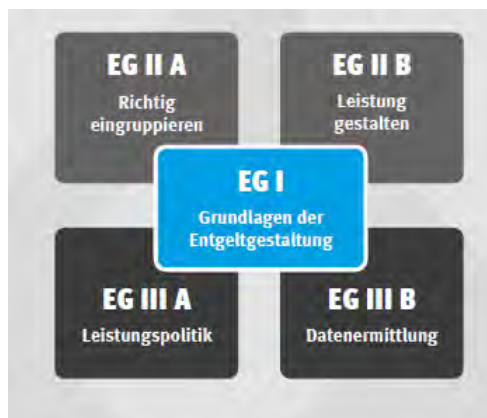 EG II A
Richtig
eingruppieren
EG II B
Leistung
gestalten
EG I
Grundlagen der
Entgeltgestaltung
EG III A
Leistungspolitik
EG III B
Datenermittlung